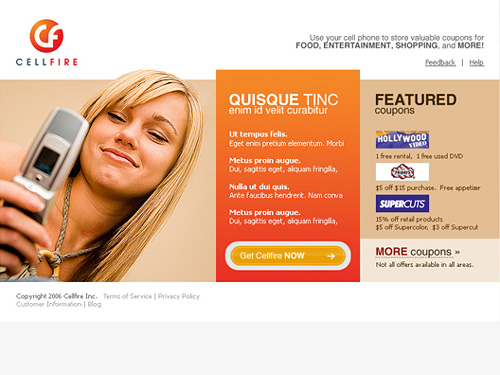 CELLFIRE
Use your cell phone to store valuable coupons for
FOOD, ENTERTAINMENT, SHOPPING, and MORE!
Feedback | Help
QUISQUE TINC
enim id velit curabitur
Ut tempus felis.
Eget enim pretium elementum. Morbi
Metus proin augue.
Dui, sagittis eget, aliquam fringilla,
Nulla ut dui quis.
Ante faucibus hendrerit. Nam conva
Metus proin augue.
Dui, sagittis eget, aliquam fringilla,
Get Cellfire NOW
FEATURED
coupons
HOLLYWOOD
VIDEO
1 free rental, 1 free used DVD
$5 off $15 purchase. Free appetizer
SUPERCUTS
15% off retail products
$5 off Supercolor, $3 off Supercut
MORE coupons »
Not all offers available in all areas.
Copyright 2006 Cellfire Inc. Terms of Service | Privacy Policy
Customer Information | Blog